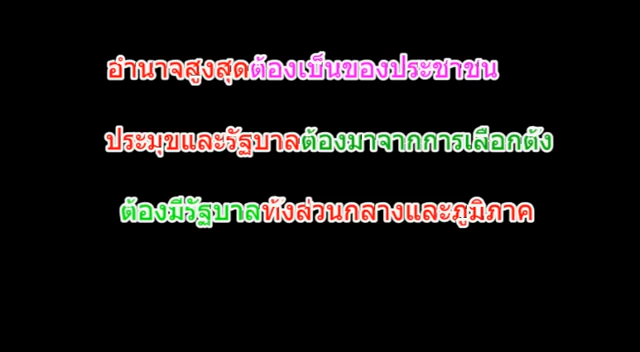 อำนาจสูงสุดต้องเป็นของประชาชน
ประมุขและรัฐบาลต้องมาจากการเลือกตั้ง
ต้องมีรัฐบาลทั้งส่วนกลางและภูมิภาค